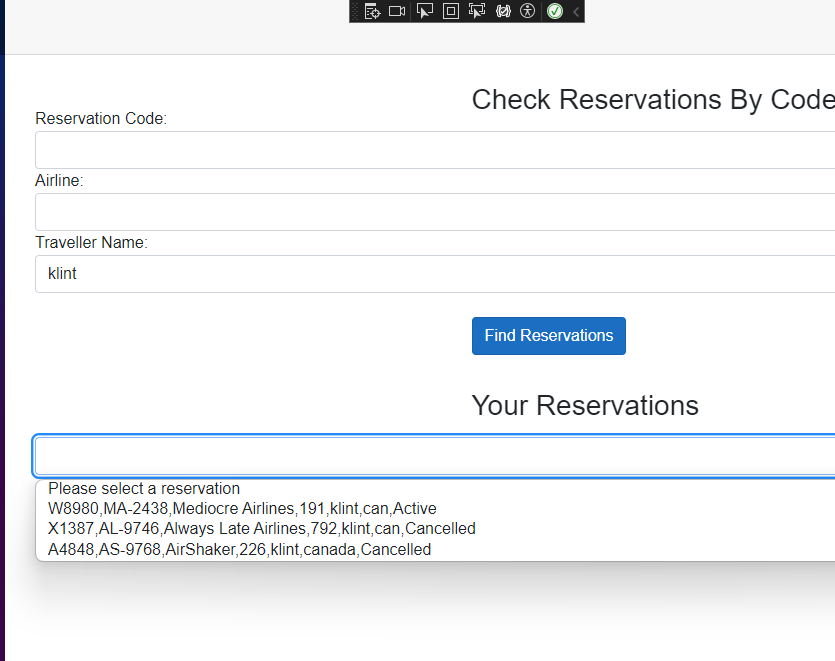 Check Reservations By Code
Reservation Code:
Airline:
Traveller Name:
klint
Find Reservations
Your Reservations
Please select a reservation
W8980,MA-2438,Mediocre Airlines,191,klint,can,Active
X1387,AL-9746,Always Late Airlines,792,klint,can,Cancelled
A4848,AS-9768,AirShaker,226,klint,canada,Cancelled